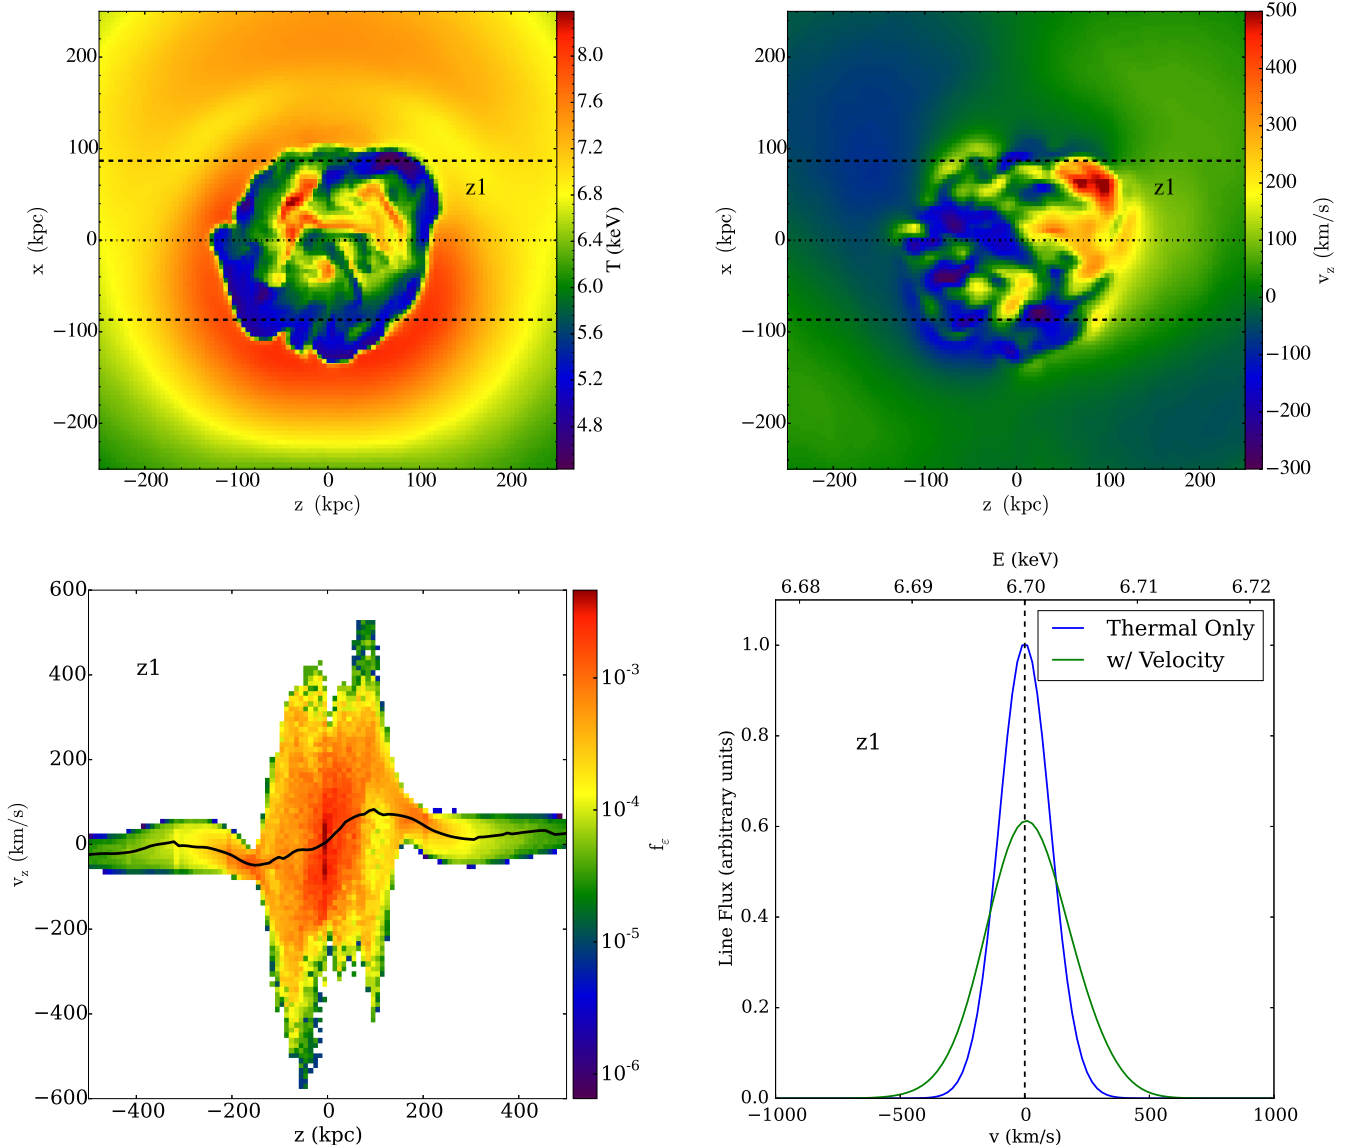 200
100
0
−100
−200
x (kpc)
−200 −100 0 100 200
z (kpc)
z1
8.0
7.6
7.2
6.8
6.4
6.0
5.6
5.2
4.8
T (keV)
200
100
0
−100
−200
x (kpc)
−200 −100 0 100 200
z (kpc)
z1
500
400
300
200
100
0
−100
−200
−300
v_z (km/s)
600
400
200
0
−200
−400
−600
v_z (km/s)
z1
−400 −200 0 200 400
z (kpc)
10^-3
10^-4
10^-5
10^-6
f_ε
E (keV)
6.68 6.69 6.70 6.71 6.72
1.0
0.8
0.6
0.4
0.2
0.0
Line Flux (arbitrary units)
Thermal Only
w/ Velocity
z1
−1000 −500 0 500 1000
v (km/s)